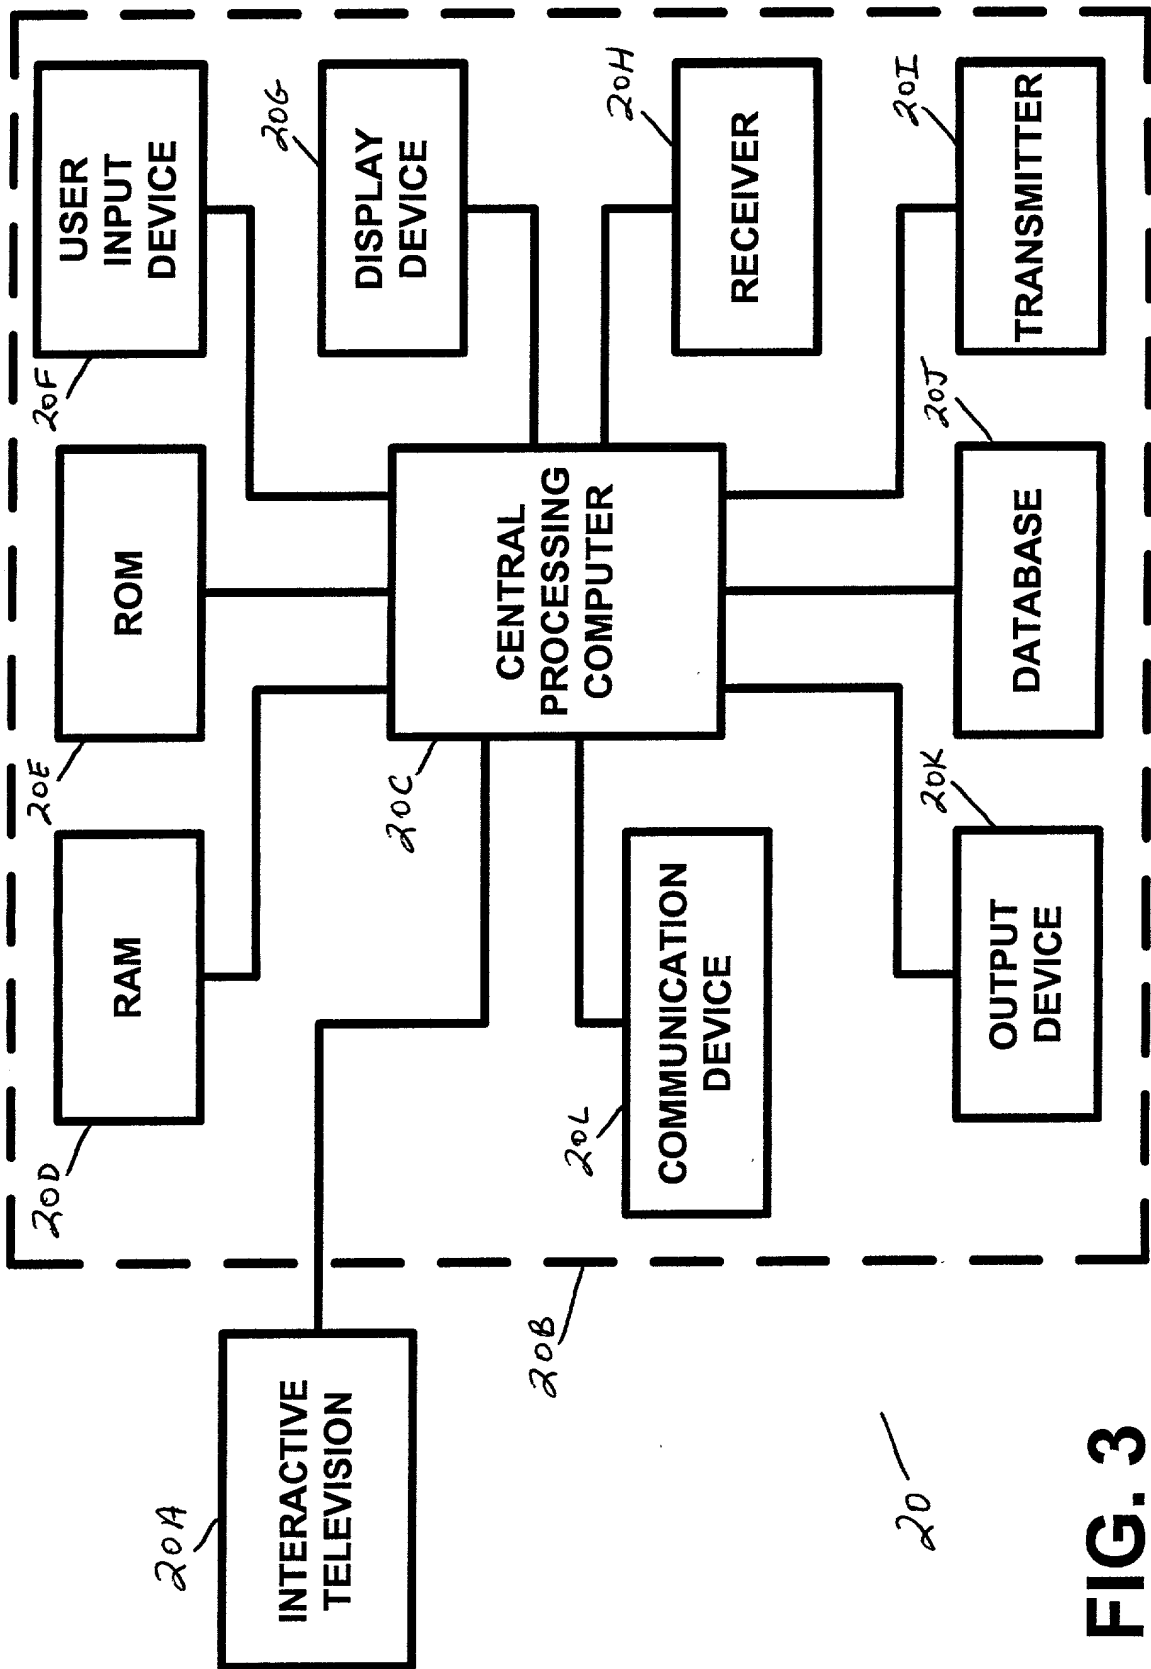 20D
RAM
20E
ROM
20F
USER
INPUT
DEVICE
20A
INTERACTIVE
TELEVISION
20C
CENTRAL
PROCESSING
COMPUTER
20G
DISPLAY
DEVICE
20B
20L
COMMUNICATION
DEVICE
20H
RECEIVER
20K
OUTPUT
DEVICE
20J
DATABASE
20I
TRANSMITTER
20
FIG. 3